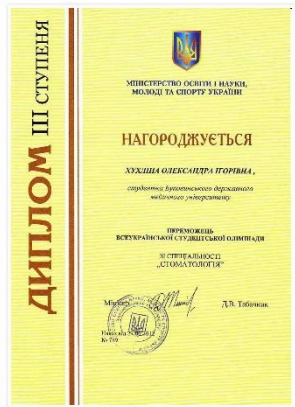 ДИПЛОМ III СТУПЕНЯ
МІНІСТЕРСТВО ОСВІТИ І НАУКИ,
МОЛОДІ ТА СПОРТУ УКРАЇНИ
НАГОРОДЖУЄТЬСЯ
ХУХЛІНА ОЛЕКСАНДРА ІГОРІВНА,
студентка Буковинського державного
медичного університету
ПЕРЕМОЖЕЦЬ
ВСЕУКРАЇНСЬКОЇ СТУДЕНТСЬКОЇ ОЛІМПІАДИ
ЗІ СПЕЦІАЛЬНОСТІ
„СТОМАТОЛОГІЯ"
Міністр Д.В. Табачник